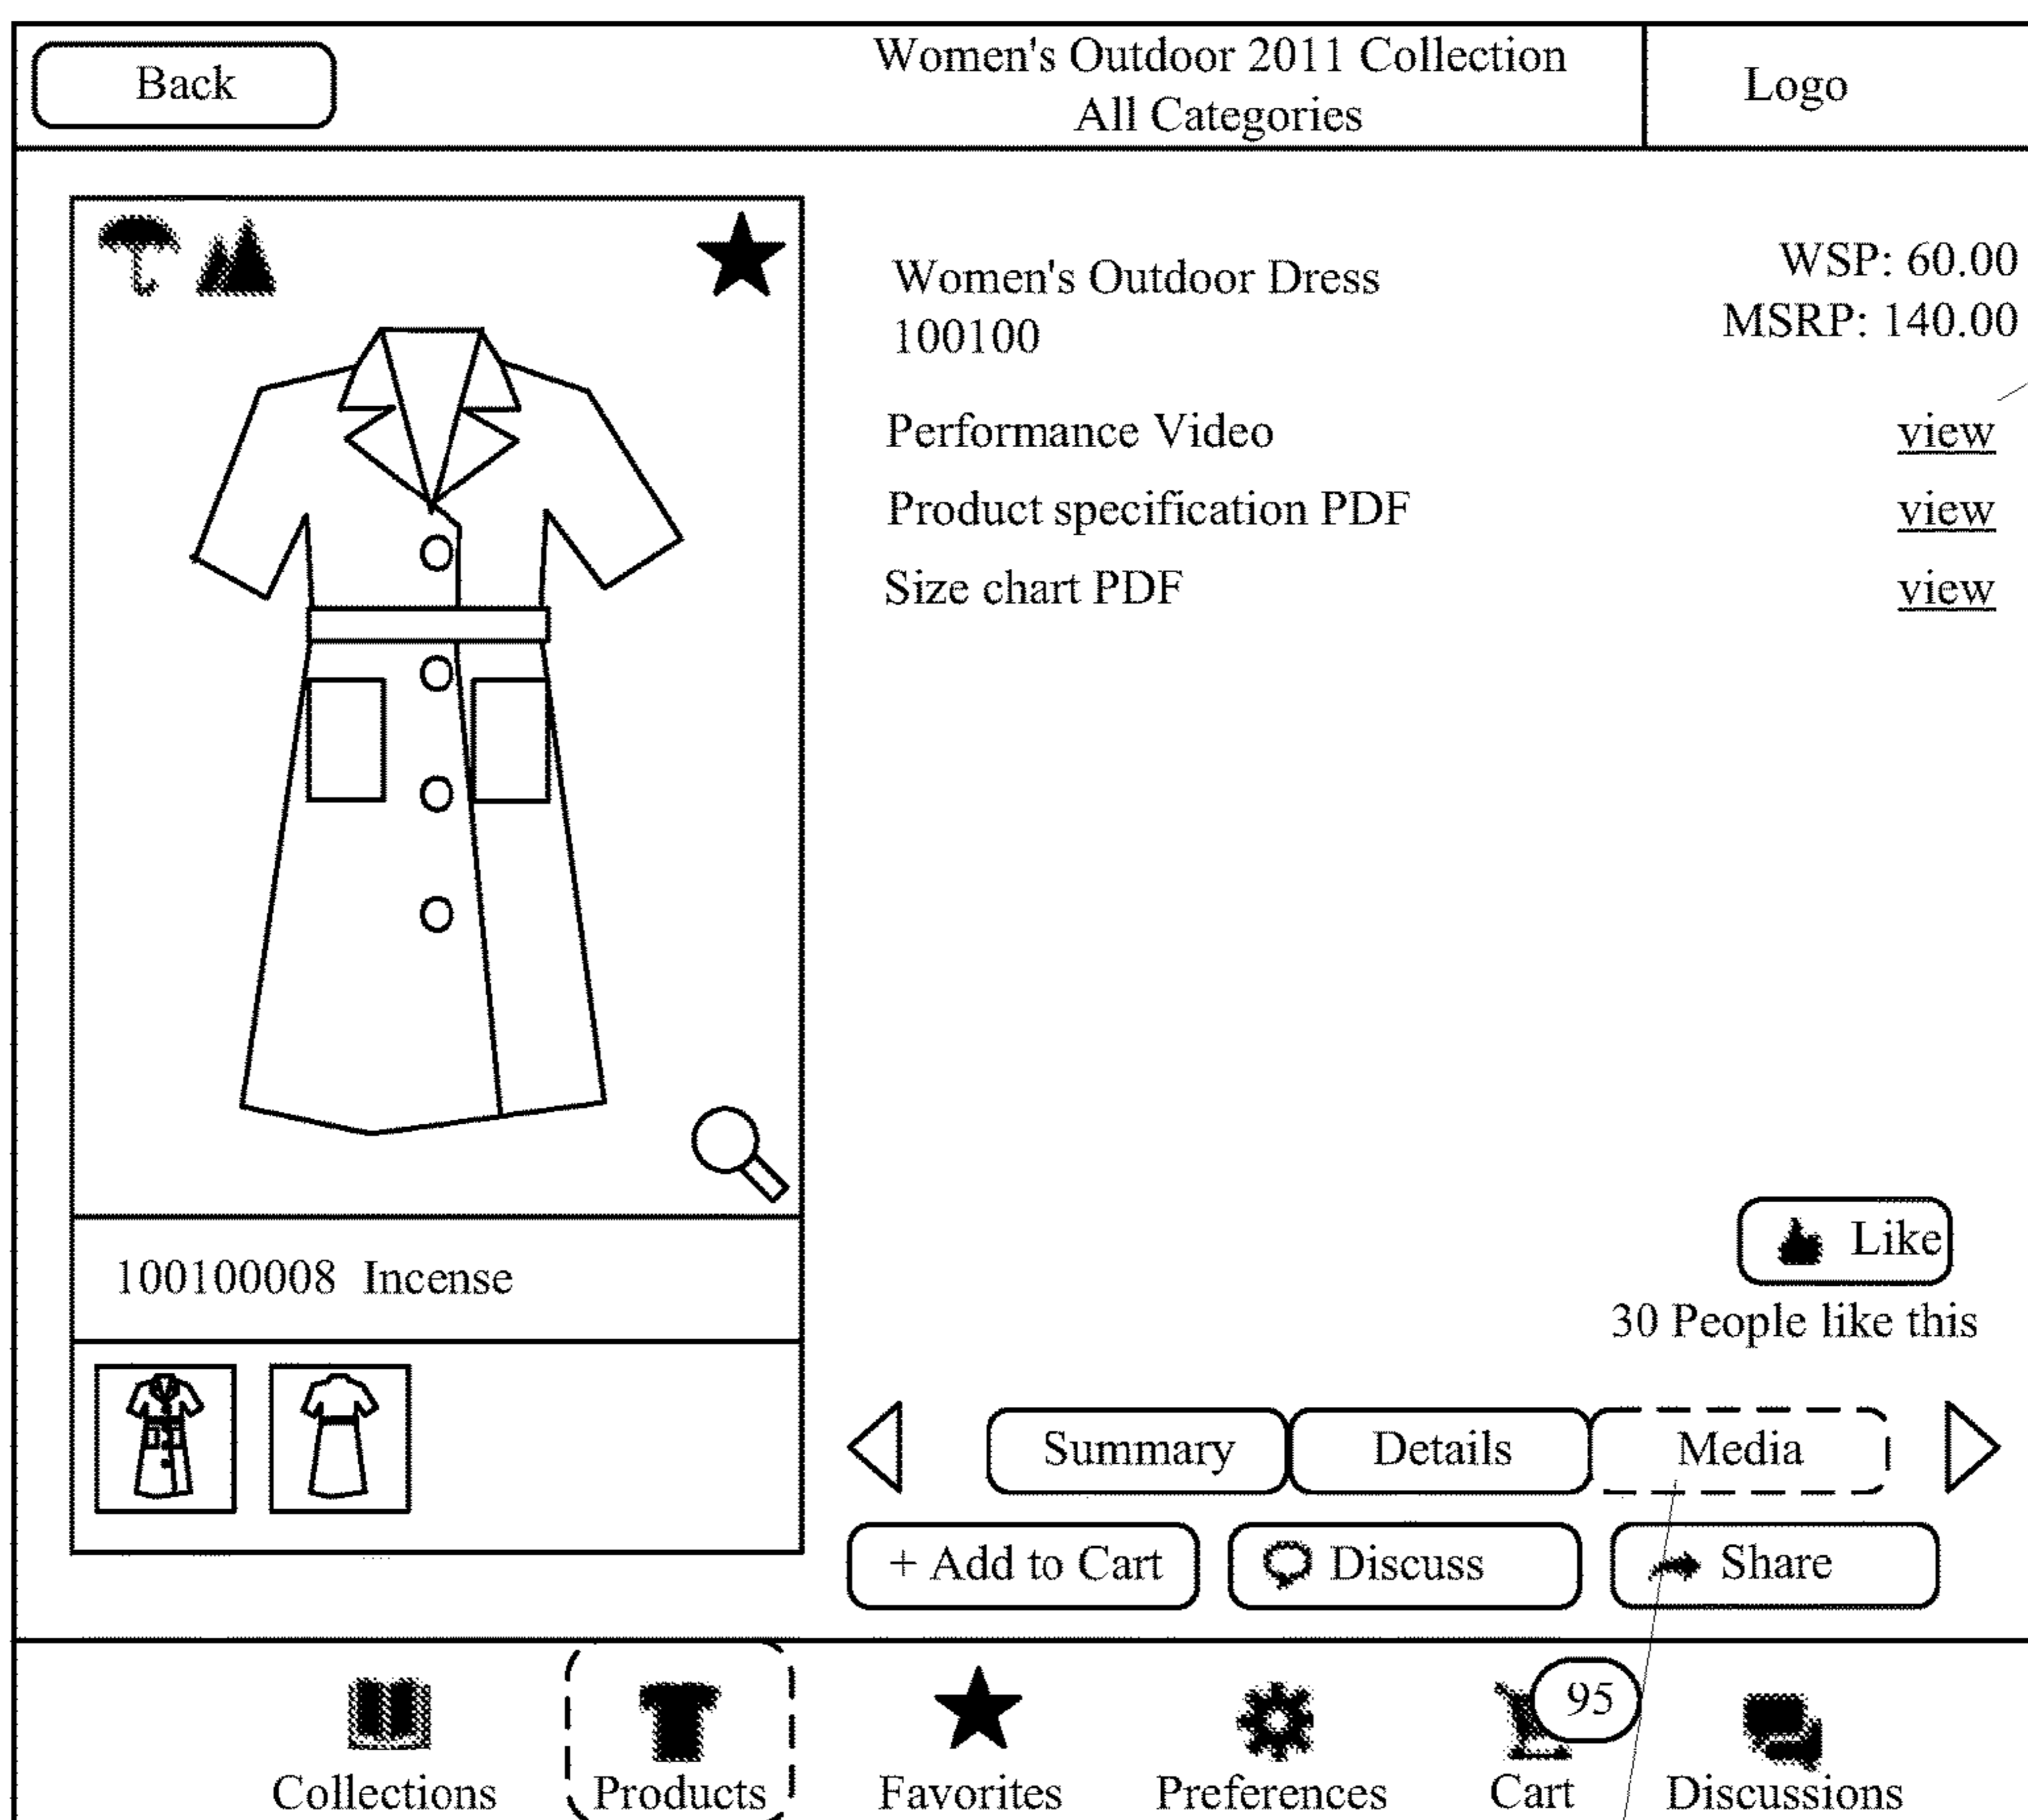 Back
Women's Outdoor 2011 Collection
All Categories
Logo
Women's Outdoor Dress
100100
WSP: 60.00
MSRP: 140.00
Performance Video
view
Product specification PDF
view
Size chart PDF
view
100100008 Incense
Like
30 People like this
Summary
Details
Media
+ Add to Cart
Discuss
Share
95
Collections
Products
Favorites
Preferences
Cart
Discussions